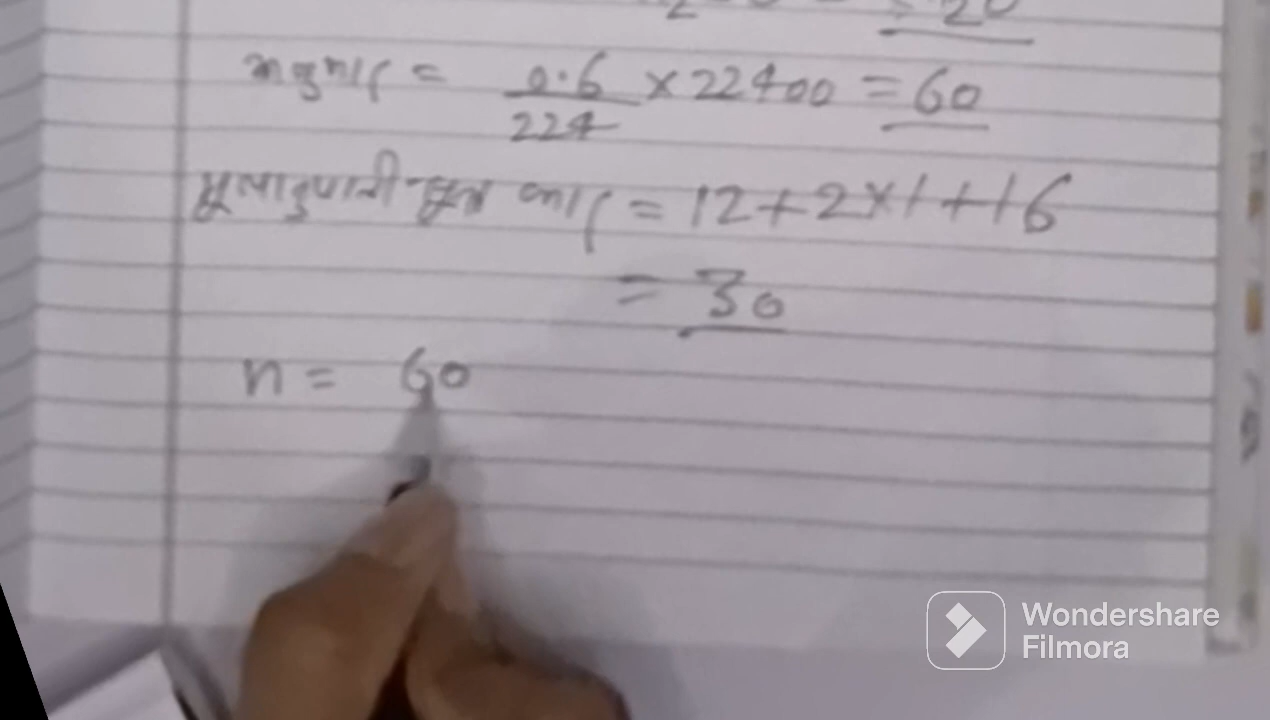 अणुभार = 0.6/224 × 22400 = 60
मूलानुपाती सूत्र का भार = 12+2×1+16
= 30
n = 60
Wondershare
Filmora